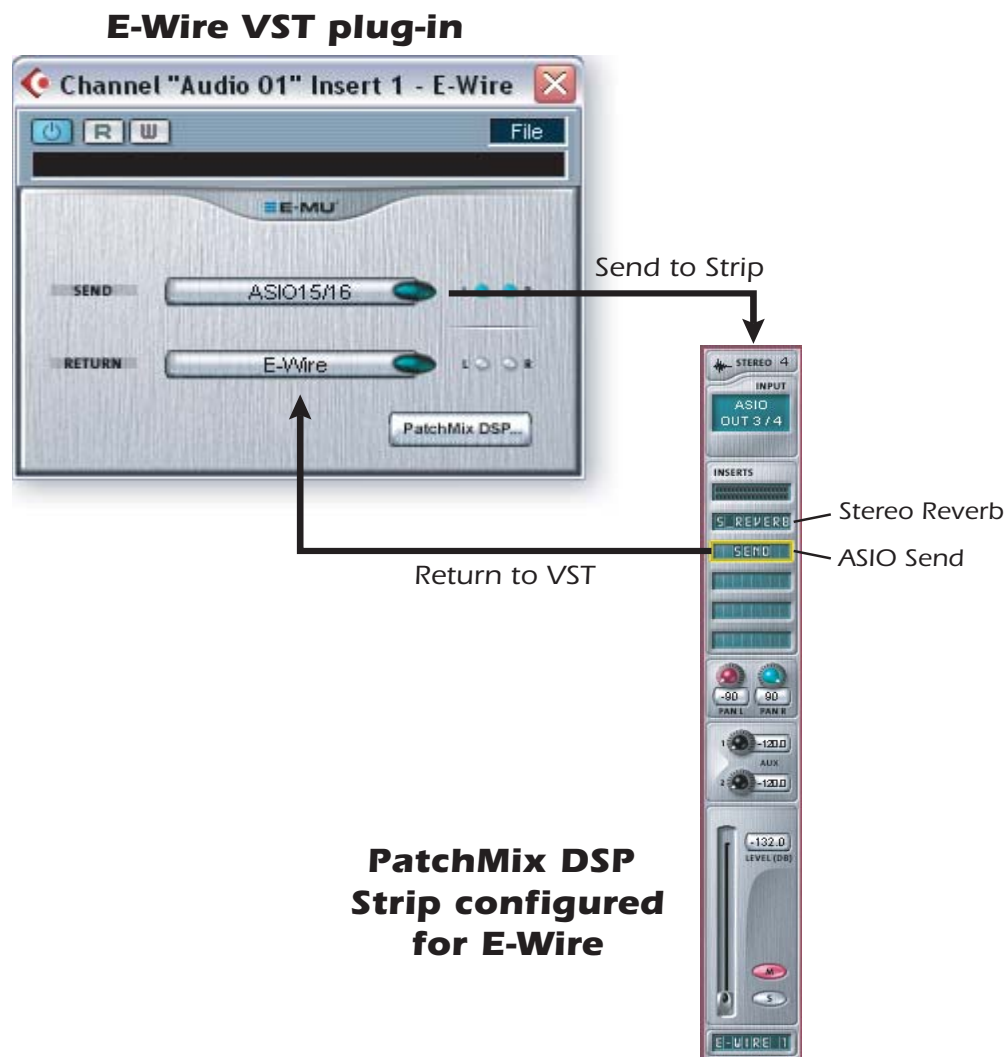 E-Wire VST plug-in
Channel "Audio 01" Insert 1 - E-Wire
R W
File
E-MU
SEND
ASIO15/16
RETURN
E-Wire
L R
PatchMix DSP...
Send to Strip
Return to VST
STEREO 4
INPUT
ASIO
OUT 3 / 4
INSERTS
S_REVERB
SEND
Stereo Reverb
ASIO Send
-90 90
PAN L PAN R
1 -120.0
AUX
2 -120.0
-132.0
LEVEL (DB)
M
S
E-WIRE 1
PatchMix DSP
Strip configured
for E-Wire